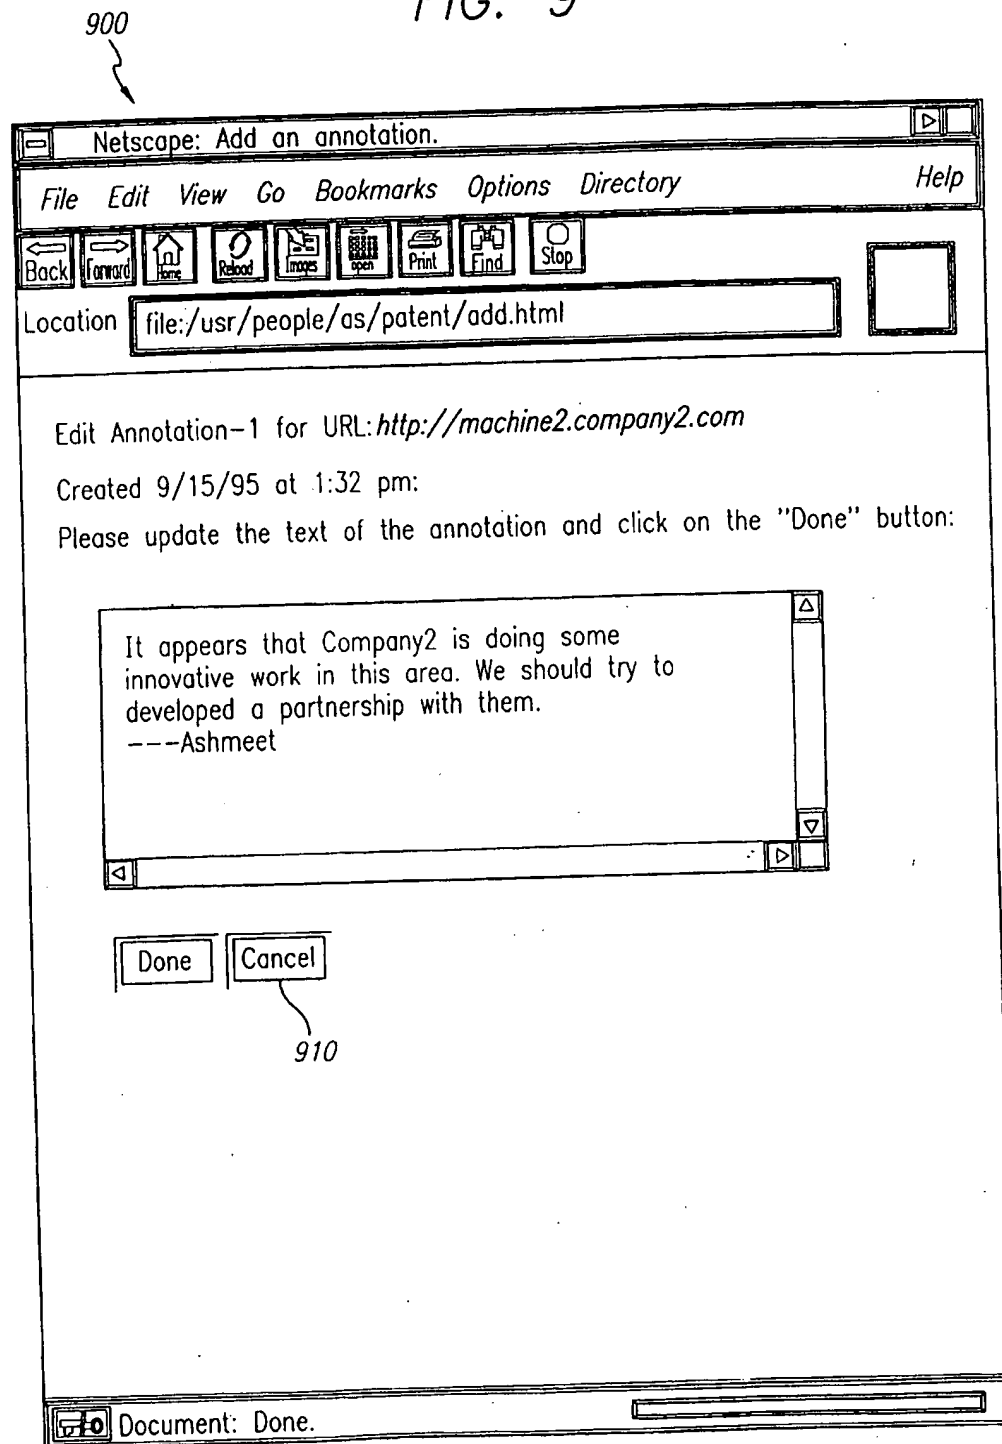 FIG. 9
900
Netscape: Add an annotation.
File Edit View Go Bookmarks Options Directory Help
Back Forward Home Reload Images open Print Find Stop
Location file:/usr/people/as/patent/add.html
Edit Annotation-1 for URL: http://machine2.company2.com
Created 9/15/95 at 1:32 pm:
Please update the text of the annotation and click on the "Done" button:
It appears that Company2 is doing some
innovative work in this area. We should try to
developed a partnership with them.
---Ashmeet
Done Cancel
910
Document: Done.